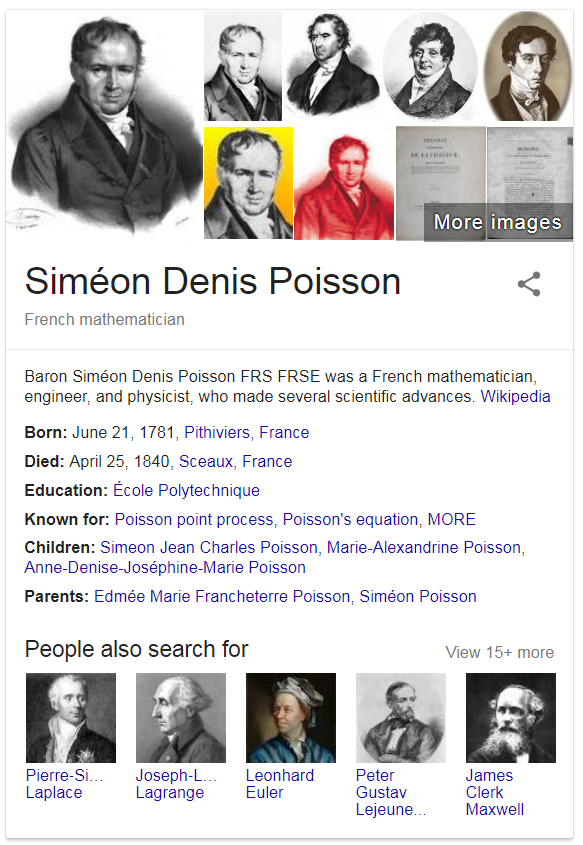 More images
Siméon Denis Poisson
French mathematician
Baron Siméon Denis Poisson FRS FRSE was a French mathematician,
engineer, and physicist, who made several scientific advances. Wikipedia
Born: June 21, 1781, Pithiviers, France
Died: April 25, 1840, Sceaux, France
Education: École Polytechnique
Known for: Poisson point process, Poisson's equation, MORE
Children: Simeon Jean Charles Poisson, Marie-Alexandrine Poisson,
Anne-Denise-Joséphine-Marie Poisson
Parents: Edmée Marie Francheterre Poisson, Siméon Poisson
People also search for
View 15+ more
Pierre-Si...
Laplace
Joseph-L...
Lagrange
Leonhard
Euler
Peter
Gustav
Lejeune...
James
Clerk
Maxwell